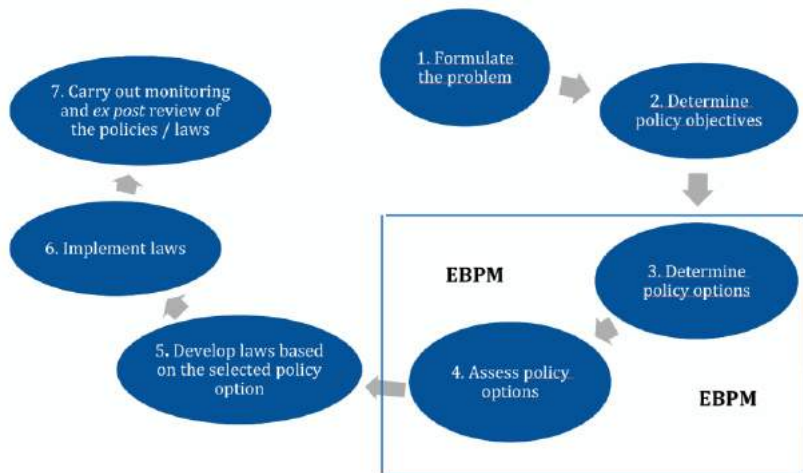 1. Formulate
the problem
2. Determine
policy objectives
EBPM
3. Determine
policy options
4. Assess policy
options
EBPM
5. Develop laws based
on the selected policy
option
6. Implement laws
7. Carry out monitoring
and ex post review of
the policies / laws